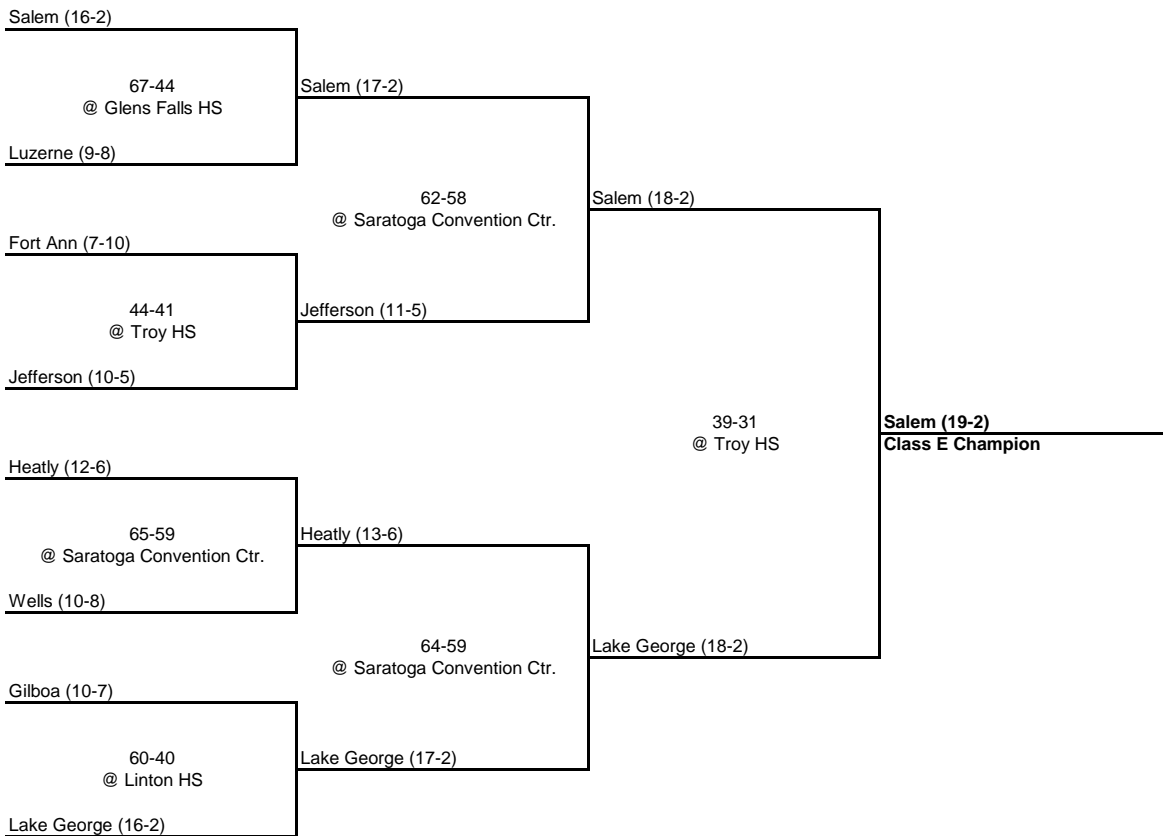 Salem (16-2)
67-44
@ Glens Falls HS
Salem (17-2)
Luzerne (9-8)
62-58
@ Saratoga Convention Ctr.
Salem (18-2)
Fort Ann (7-10)
44-41
@ Troy HS
Jefferson (11-5)
Jefferson (10-5)
39-31
@ Troy HS
Salem (19-2)
Class E Champion
Heatly (12-6)
65-59
@ Saratoga Convention Ctr.
Heatly (13-6)
Wells (10-8)
64-59
@ Saratoga Convention Ctr.
Lake George (18-2)
Gilboa (10-7)
60-40
@ Linton HS
Lake George (17-2)
Lake George (16-2)